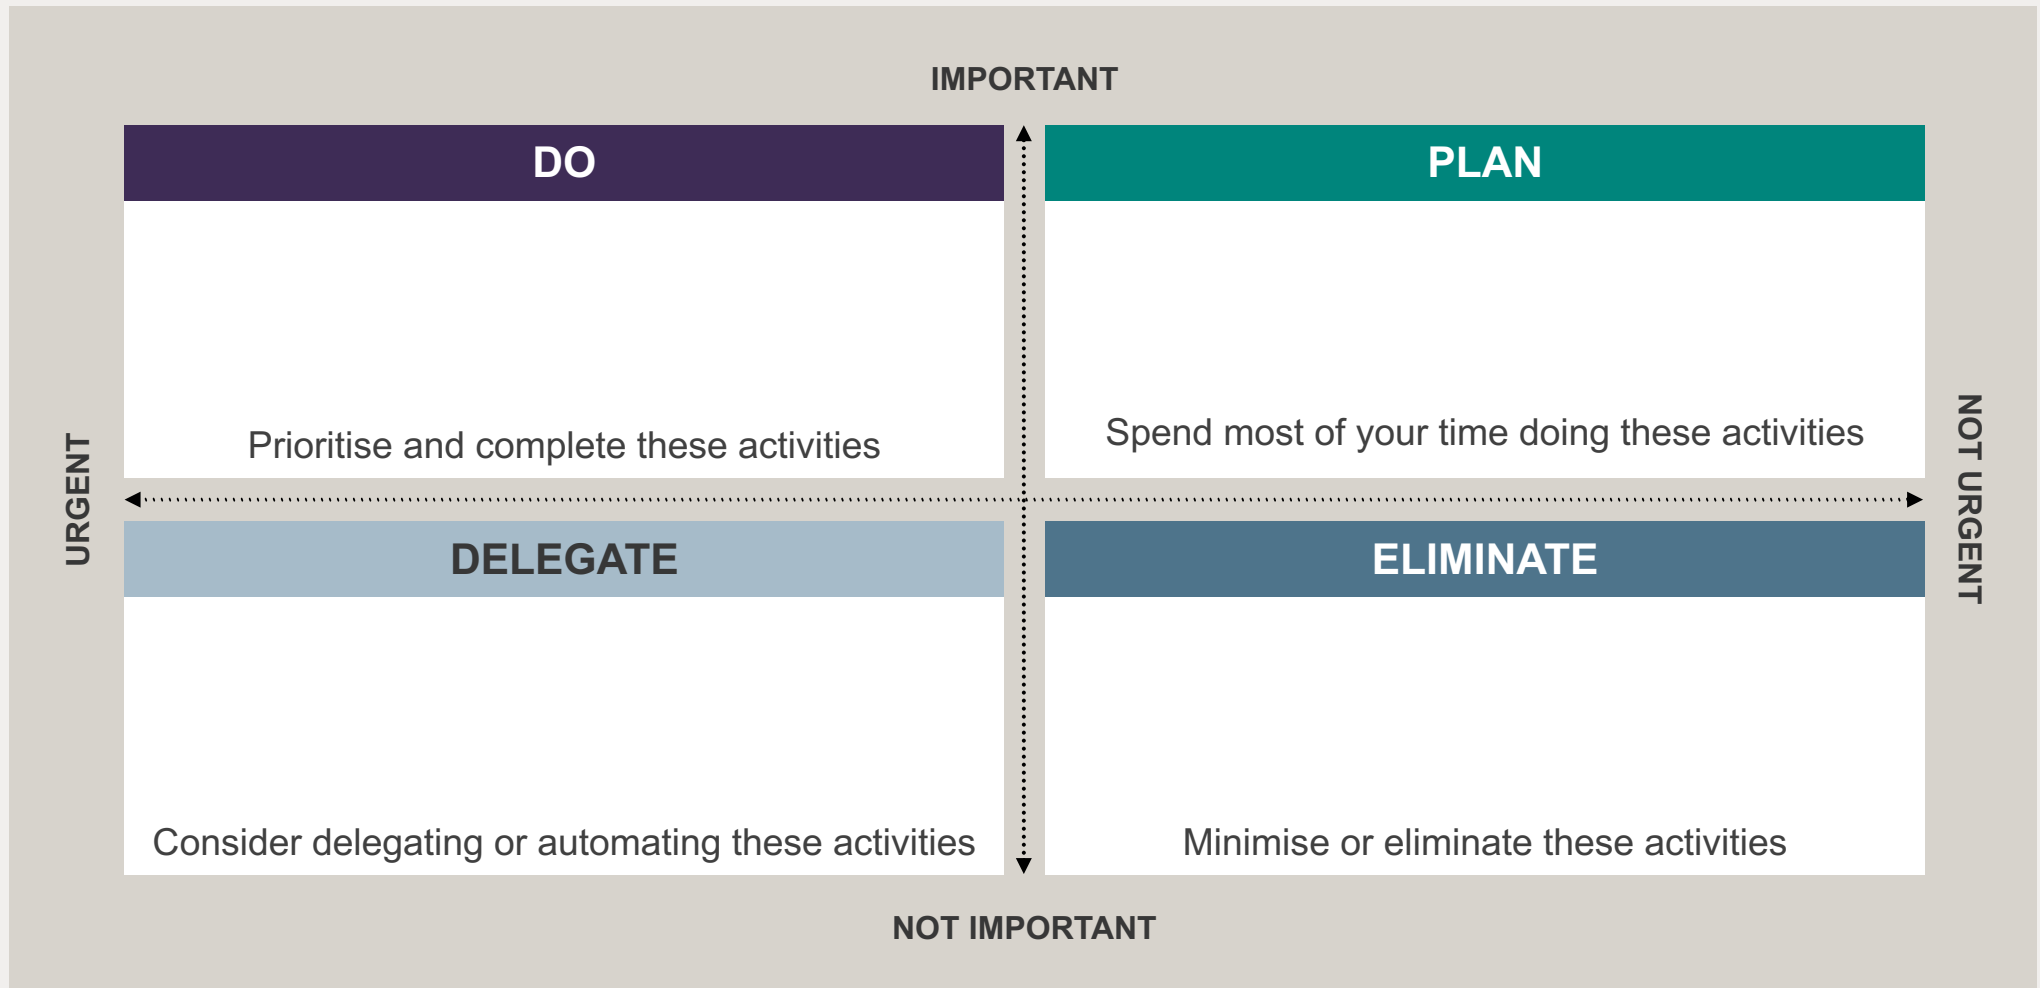 IMPORTANT
DO
PLAN
Prioritise and complete these activities
Spend most of your time doing these activities
URGENT
NOT URGENT
DELEGATE
ELIMINATE
Consider delegating or automating these activities
Minimise or eliminate these activities
NOT IMPORTANT